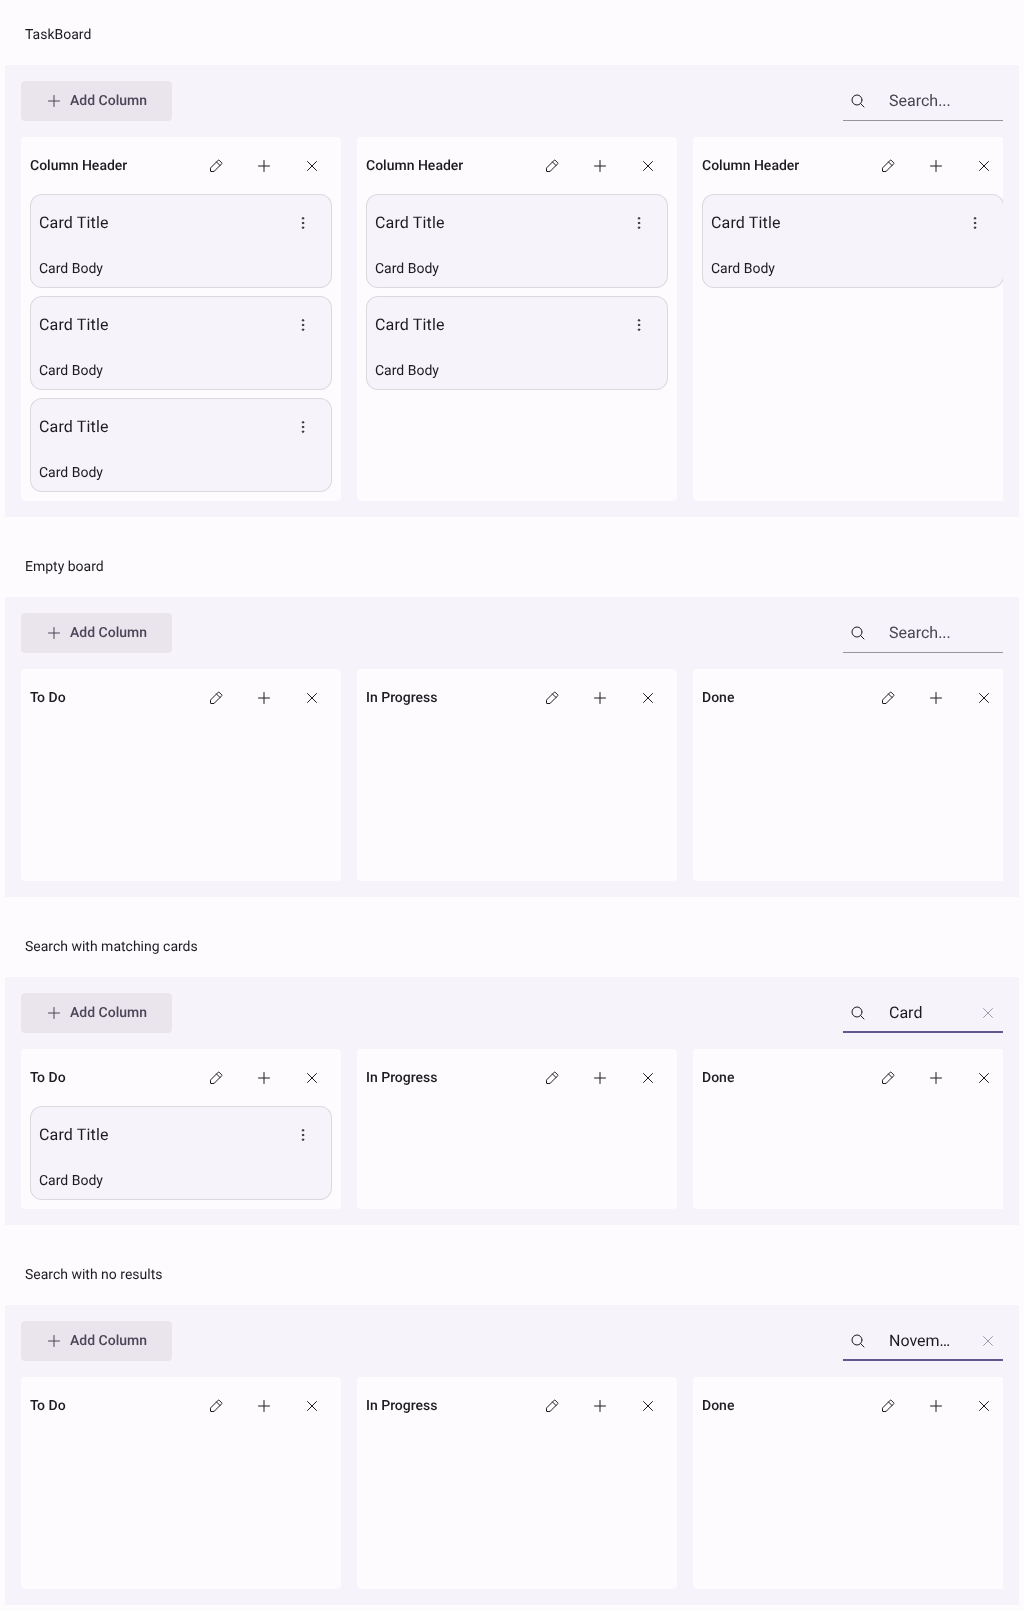 TaskBoard
Add Column
Search...
Column Header
Column Header
Column Header
Card Title
Card Body
Card Title
Card Body
Card Title
Card Body
Card Title
Card Body
Card Title
Card Body
Card Title
Card Body
Empty board
Add Column
Search...
To Do
In Progress
Done
Search with matching cards
Add Column
Card
To Do
In Progress
Done
Card Title
Card Body
Search with no results
Add Column
Novem...
To Do
In Progress
Done